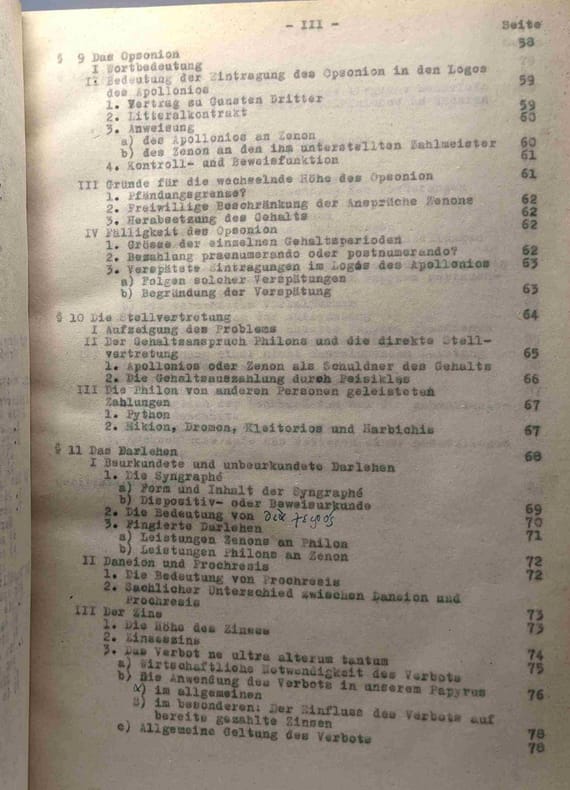 - III -
Seite
§ 9 Das Opsonion 58
I Wortbedeutung
II Bedeutung der Eintragung des Opsonion in den Logos
des Apollonios 59
1. Vertrag zu Gunsten Dritter 59
2. Litteralkontrakt 60
3. Anweisung
a) des Apollonios an Zenon
b) des Zenon an den ihm unterstellten Zahlmeister 60
4. Kontroll- und Beweisfunktion 61
III Gründe für die wechselnde Höhe des Opsonion 61
1. Pfändungsgrenze?
2. Freiwillige Beschränkung der Ansprüche Zenons 62
3. Herabsetzung des Gehalts 62
IV Fälligkeit des Opsonion 62
1. Grösse der einzelnen Gehaltsperioden
2. Bezahlung praenumerando oder postnumerando? 62
3. Verspätete Eintragungen im Logos des Apollonios 63
a) Folgen solcher Verspätungen
b) Begründung der Verspätung 63
§ 10 Die Stellvertretung 64
I Aufzeigung des Problems
II Der Gehaltsanspruch Philons und die direkte Stell-
vertretung 65
1. Apollonios oder Zenon als Schuldner des Gehalts
2. Die Gehaltsauszahlung durch Peisikles 66
III Die Philon von anderen Personen geleisteten
Zahlungen 67
1. Python
2. Nikion, Dromon, Kleitorios und Harbichis 67
§ 11 Das Darlehen 68
I Beurkundete und unbeurkundete Darlehen
1. Die Syngraphé
a) Form und Inhalt der Syngraphé
b) Dispositiv- oder Beweisurkunde 69
2. Die Bedeutung von 70
3. Fingierte Darlehen 71
a) Leistungen Zenons an Philon
b) Leistungen Philons an Zenon
II Daneion und Prochresis 72
1. Die Bedeutung von Prochresis 72
2. Sachlicher Unterschied zwischen Daneion und
Prochresis
III Der Zins 73
1. Die Höhe des Zinses 73
2. Zinseszins
3. Das Verbot ne ultra alterum tantum 74
a) Wirtschaftliche Notwendigkeit des Verbots 75
b) Die Anwendung des Verbots in unserem Papyrus
α) im allgemeinen 76
β) im besonderen: Der Einfluss des Verbots auf
bereits gezahlte Zinsen 78
c) Allgemeine Geltung des Verbots 78